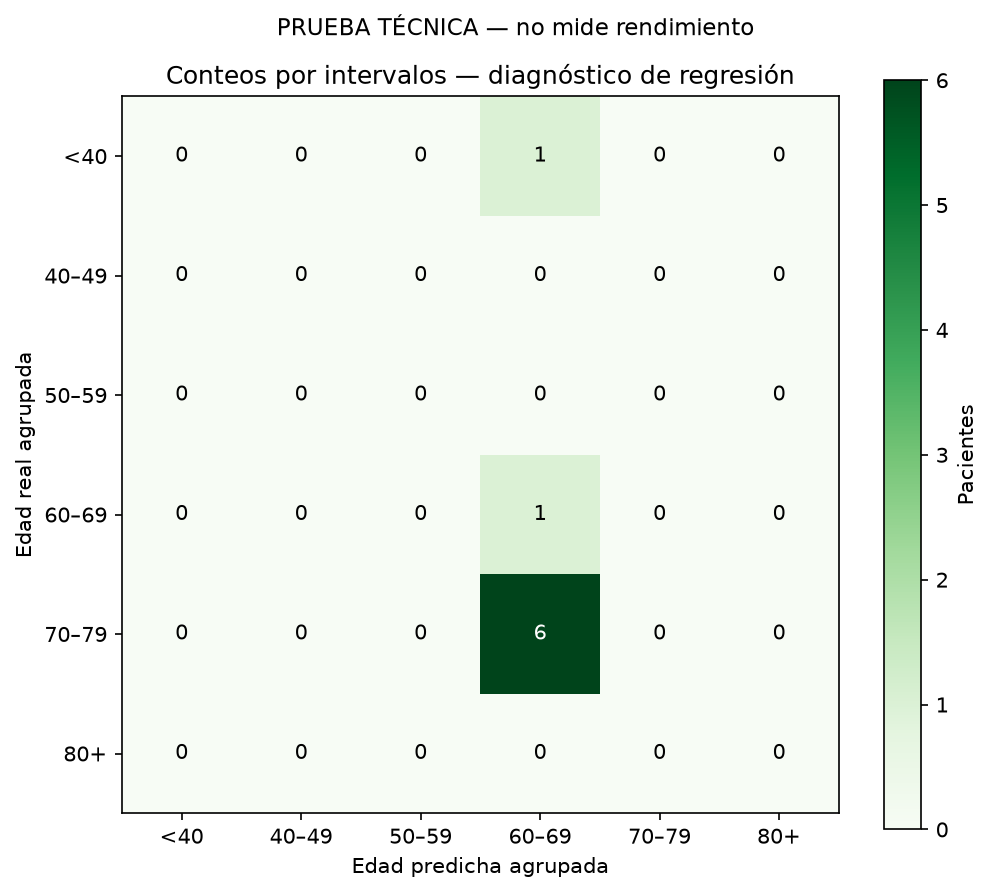 PRUEBA TÉCNICA — no mide rendimiento
Conteos por intervalos — diagnóstico de regresión
Edad real agrupada
<40 0 0 0 1 0 0
40–49 0 0 0 0 0 0
50–59 0 0 0 0 0 0
60–69 0 0 0 1 0 0
70–79 0 0 0 6 0 0
80+ 0 0 0 0 0 0
<40 40–49 50–59 60–69 70–79 80+
Edad predicha agrupada
6
5
4
3
2
1
0
Pacientes